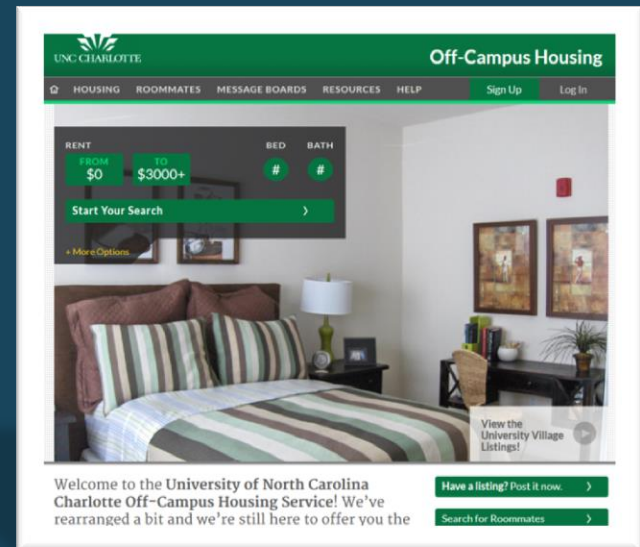 UNC CHARLOTTE
Off-Campus Housing
HOUSING ROOMMATES MESSAGE BOARDS RESOURCES HELP Sign Up Log In
RENT BED BATH
FROM TO
$0 $3000+ # #
Start Your Search
+ More Options
View the
University Village
Listings!
Welcome to the University of North Carolina
Charlotte Off-Campus Housing Service! We've
rearranged a bit and we're still here to offer you the
Have a listing? Post it now.
Search for Roommates